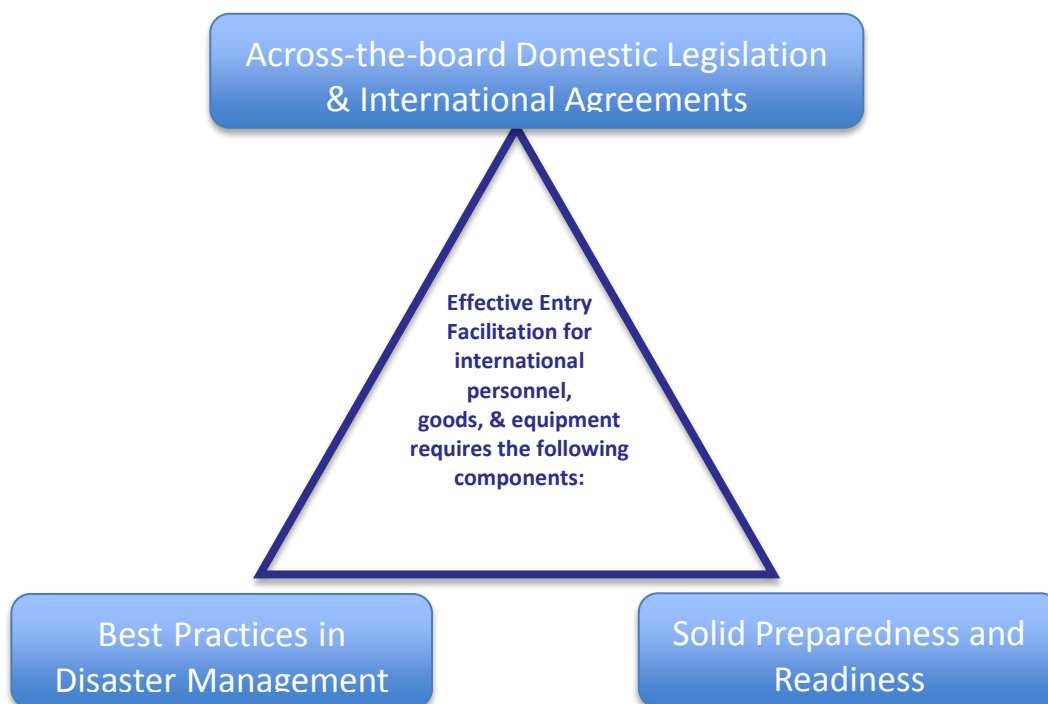 Across-the-board Domestic Legislation
& International Agreements
Effective Entry
Facilitation for
international
personnel,
goods, & equipment
requires the following
components:
Best Practices in
Disaster Management
Solid Preparedness and
Readiness